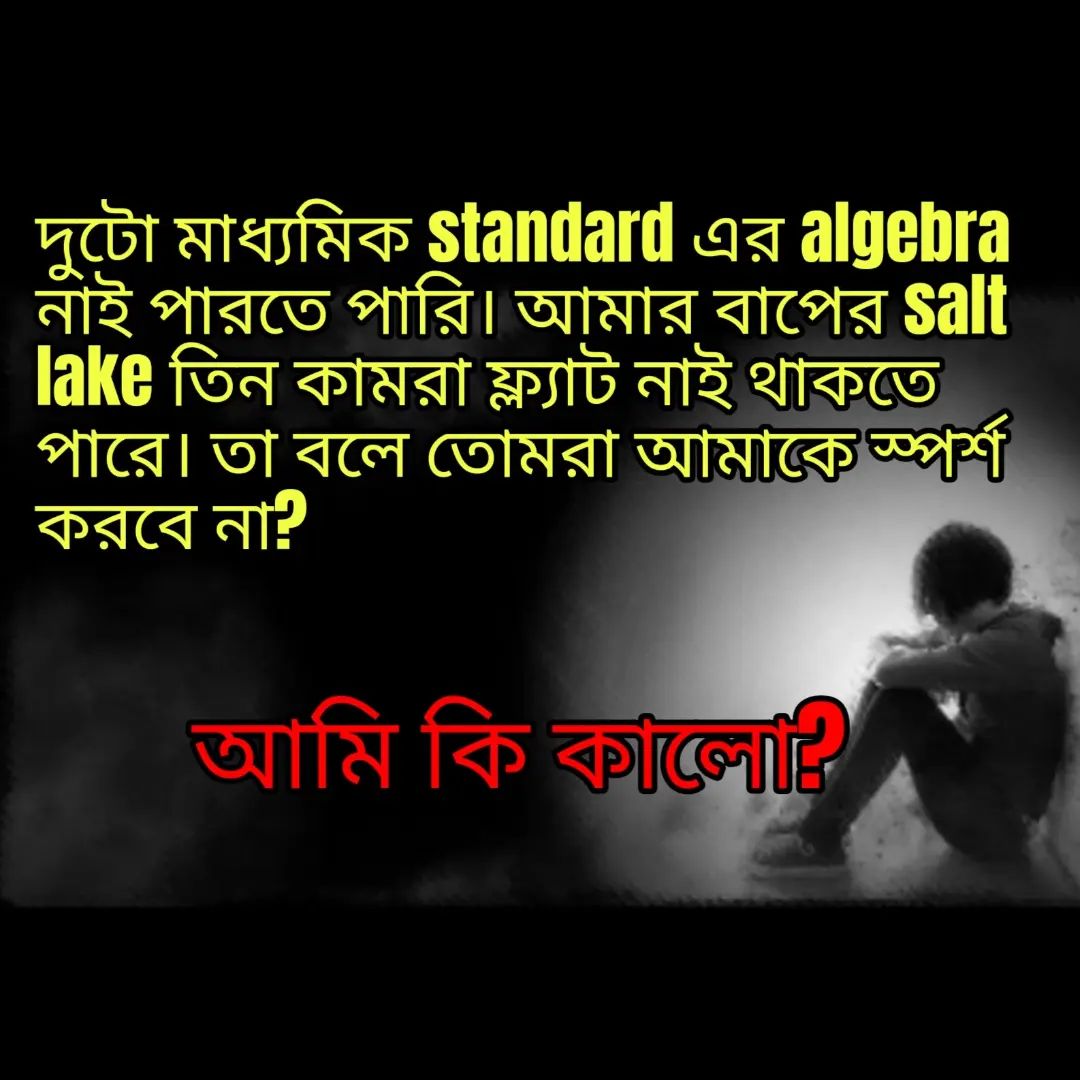 দুটো মাধ্যমিক standard এর algebra
নাই পারতে পারি। আমার বাপের salt
lake তিন কামরা ফ্ল্যাট নাই থাকতে
পারে। তা বলে তোমরা আমাকে স্পর্শ
করবে না?
আমি কি কালো?